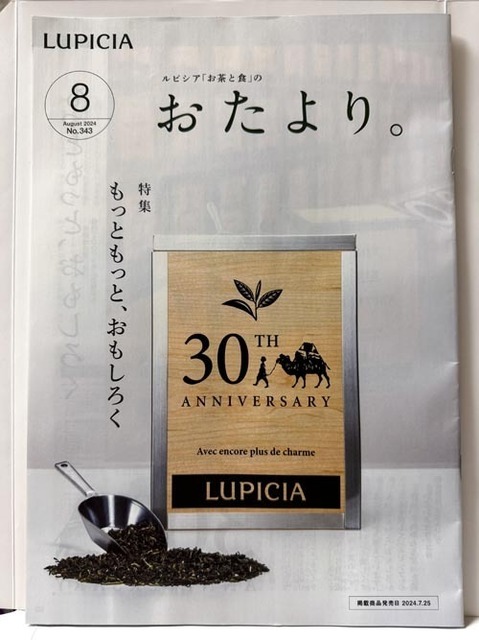 LUPICIA
8
August 2024
No.343
ルピシア「お茶と食」の
おたより。
特集
もっともっと、おもしろく
30TH
ANNIVERSARY
Avec encore plus de charme
LUPICIA
掲載商品発売日 2024.7.25